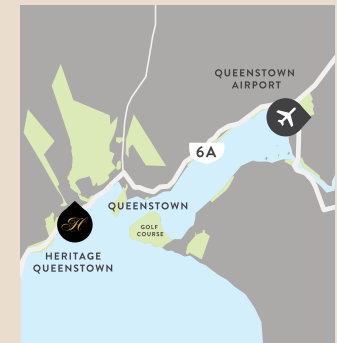 QUEENSTOWN
AIRPORT
6A
QUEENSTOWN
GOLF
COURSE
H
HERITAGE
QUEENSTOWN